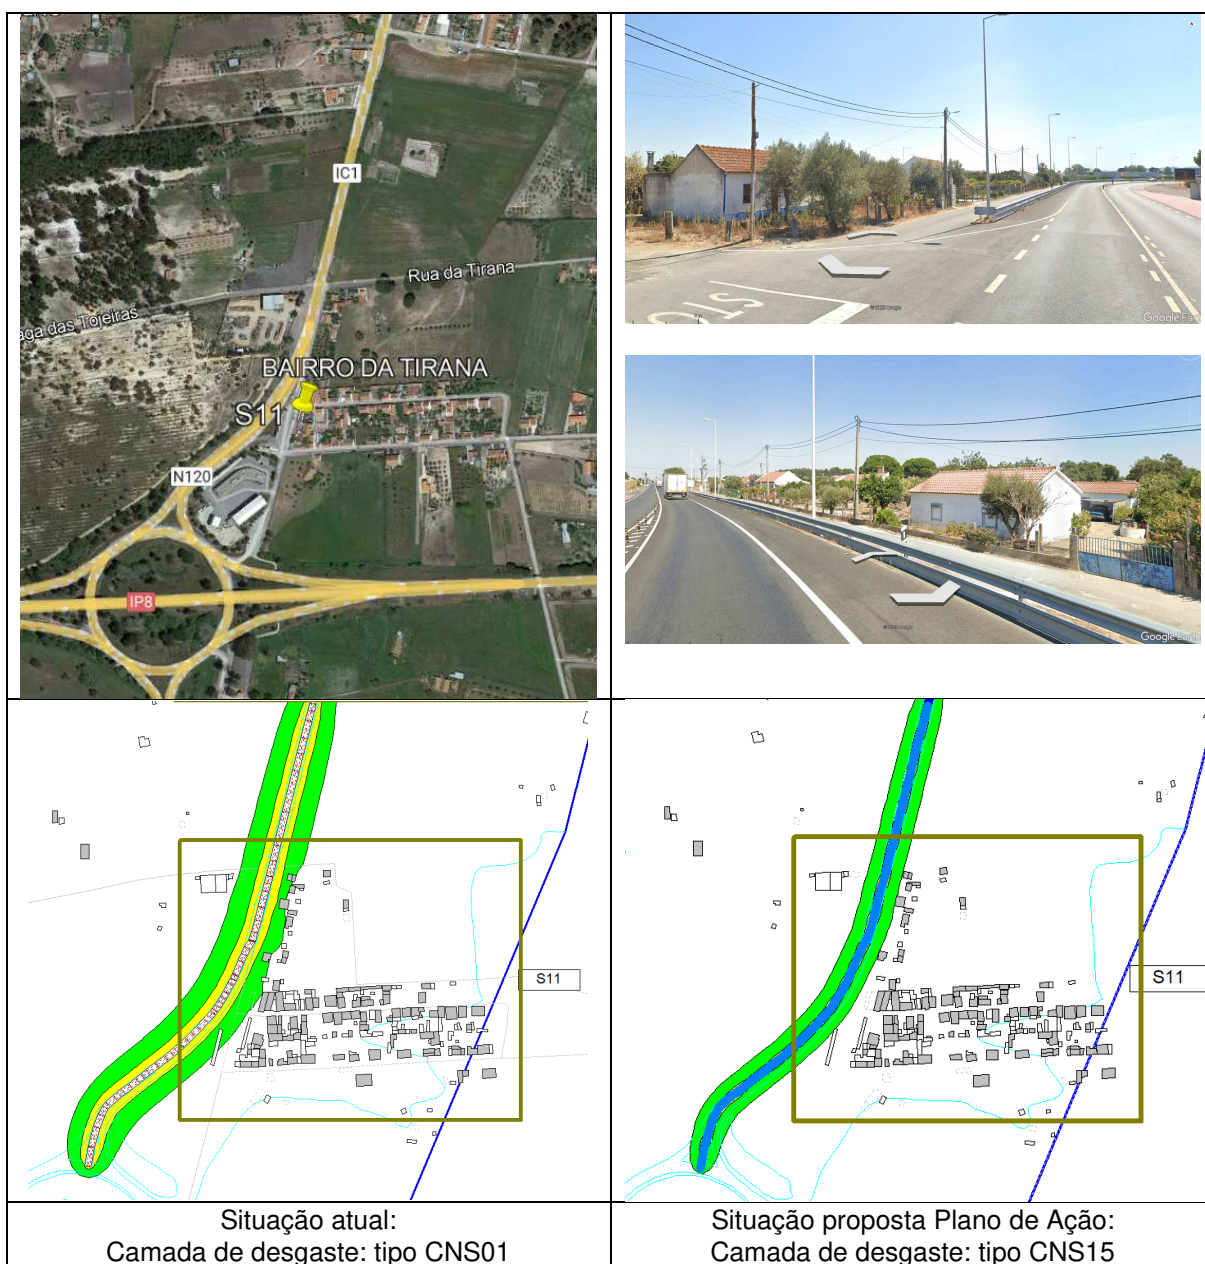 IC1
Rua da Tirana
aga das Tojeiras
BAIRRO DA TIRANA
S11
N120
IP8
STO
Google Earth
Google Earth
S11
S11
Situação atual:
Camada de desgaste: tipo CNS01
Situação proposta Plano de Ação:
Camada de desgaste: tipo CNS15